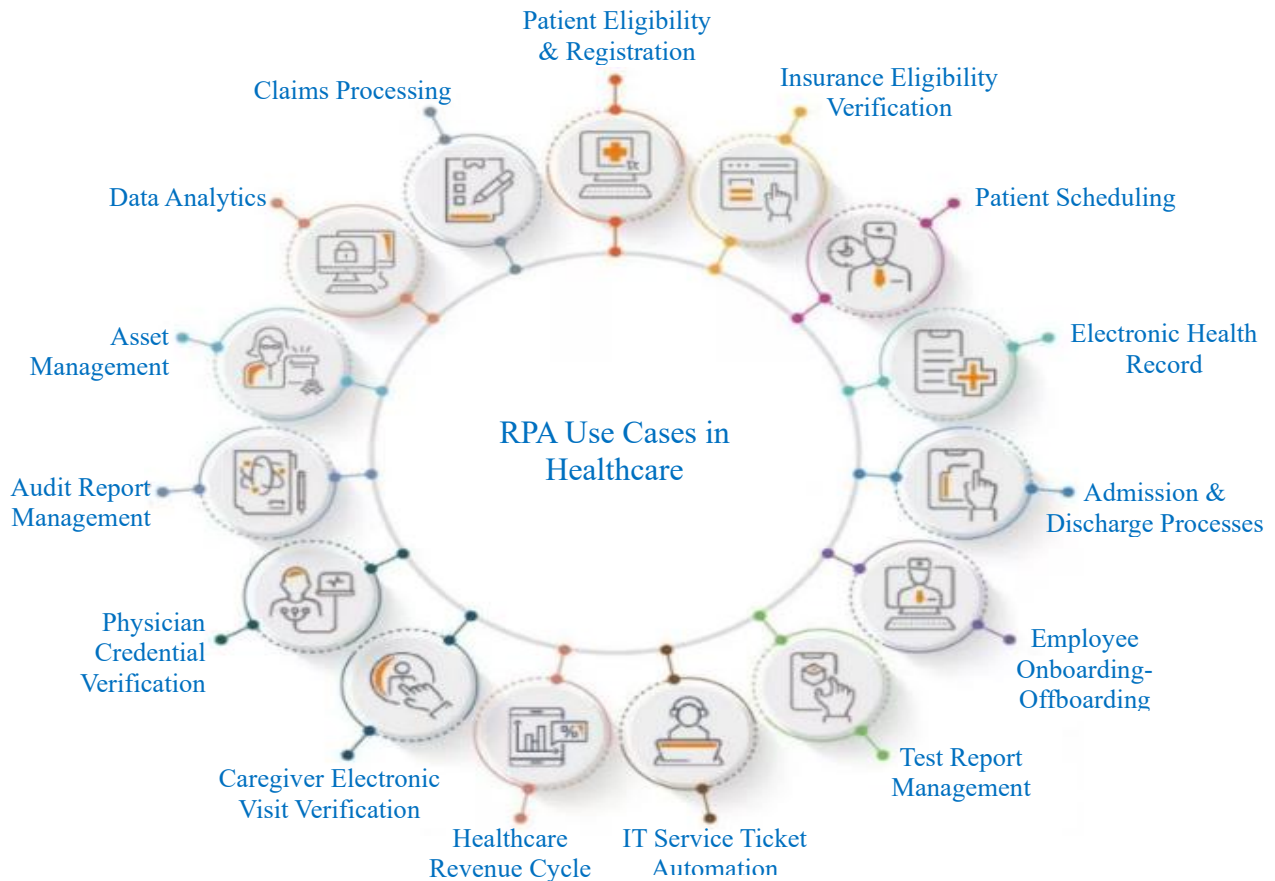 Patient Eligibility
& Registration
Insurance Eligibility
Verification
Patient Scheduling
Electronic Health
Record
Admission &
Discharge Processes
Employee
Onboarding-
Offboarding
Test Report
Management
IT Service Ticket
Automation
Healthcare
Revenue Cycle
Caregiver Electronic
Visit Verification
Physician
Credential
Verification
Audit Report
Management
Asset
Management
Data Analytics
Claims Processing
RPA Use Cases in
Healthcare
%